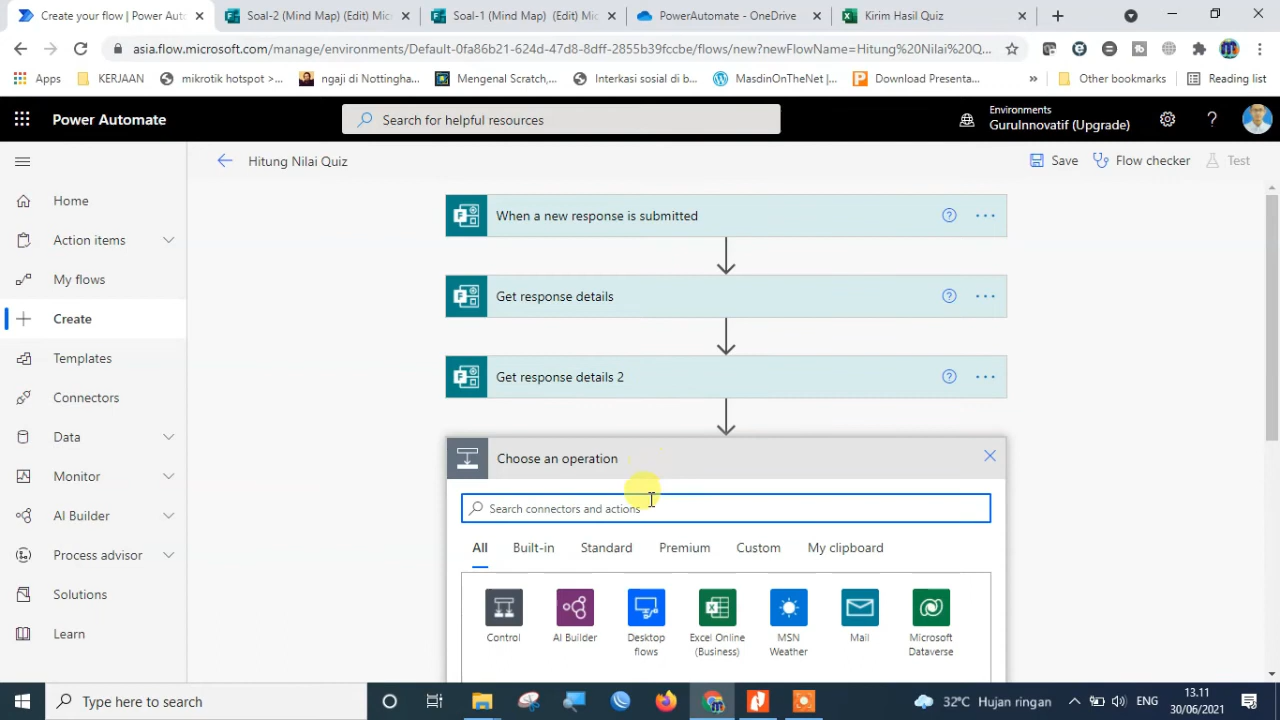 Create your flow | Power Aut
Soal-2 (Mind Map) (Edit) Mic
Soal-1 (Mind Map) (Edit) Mi
PowerAutomate - OneDrive
Kirim Hasil Quiz
asia.flow.microsoft.com/manage/environments/Default-0fa86b21-624d-47d8-8dff-2855b39fccbe/flows/new?newFlowName=Hitung%20Nilai%20Q...
Apps
KERJAAN
mikrotik hotspot >...
ngaji di Nottingha...
Mengenal Scratch,...
Interkasi sosial di b...
MasdinOnTheNet |...
Download Presenta...
»
Other bookmarks
Reading list
Power Automate
Search for helpful resources
Environments
GuruInnovatif (Upgrade)
Hitung Nilai Quiz
Save
Flow checker
Test
Home
Action items
My flows
Create
Templates
Connectors
Data
Monitor
AI Builder
Process advisor
Solutions
Learn
When a new response is submitted
Get response details
Get response details 2
Choose an operation
Search connectors and actions
All
Built-in
Standard
Premium
Custom
My clipboard
Control
AI Builder
Desktop
flows
Excel Online
(Business)
MSN
Weather
Mail
Microsoft
Dataverse
Type here to search
32°C Hujan ringan
ENG
13.11
30/06/2021